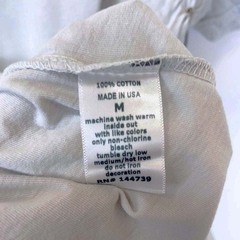 100% COTTON
MADE IN USA
M
machine wash warm
inside out
with like colors
only non-chlorine
bleach
tumble dry low
medium/hot iron
do not iron
decoration
RN# 144739